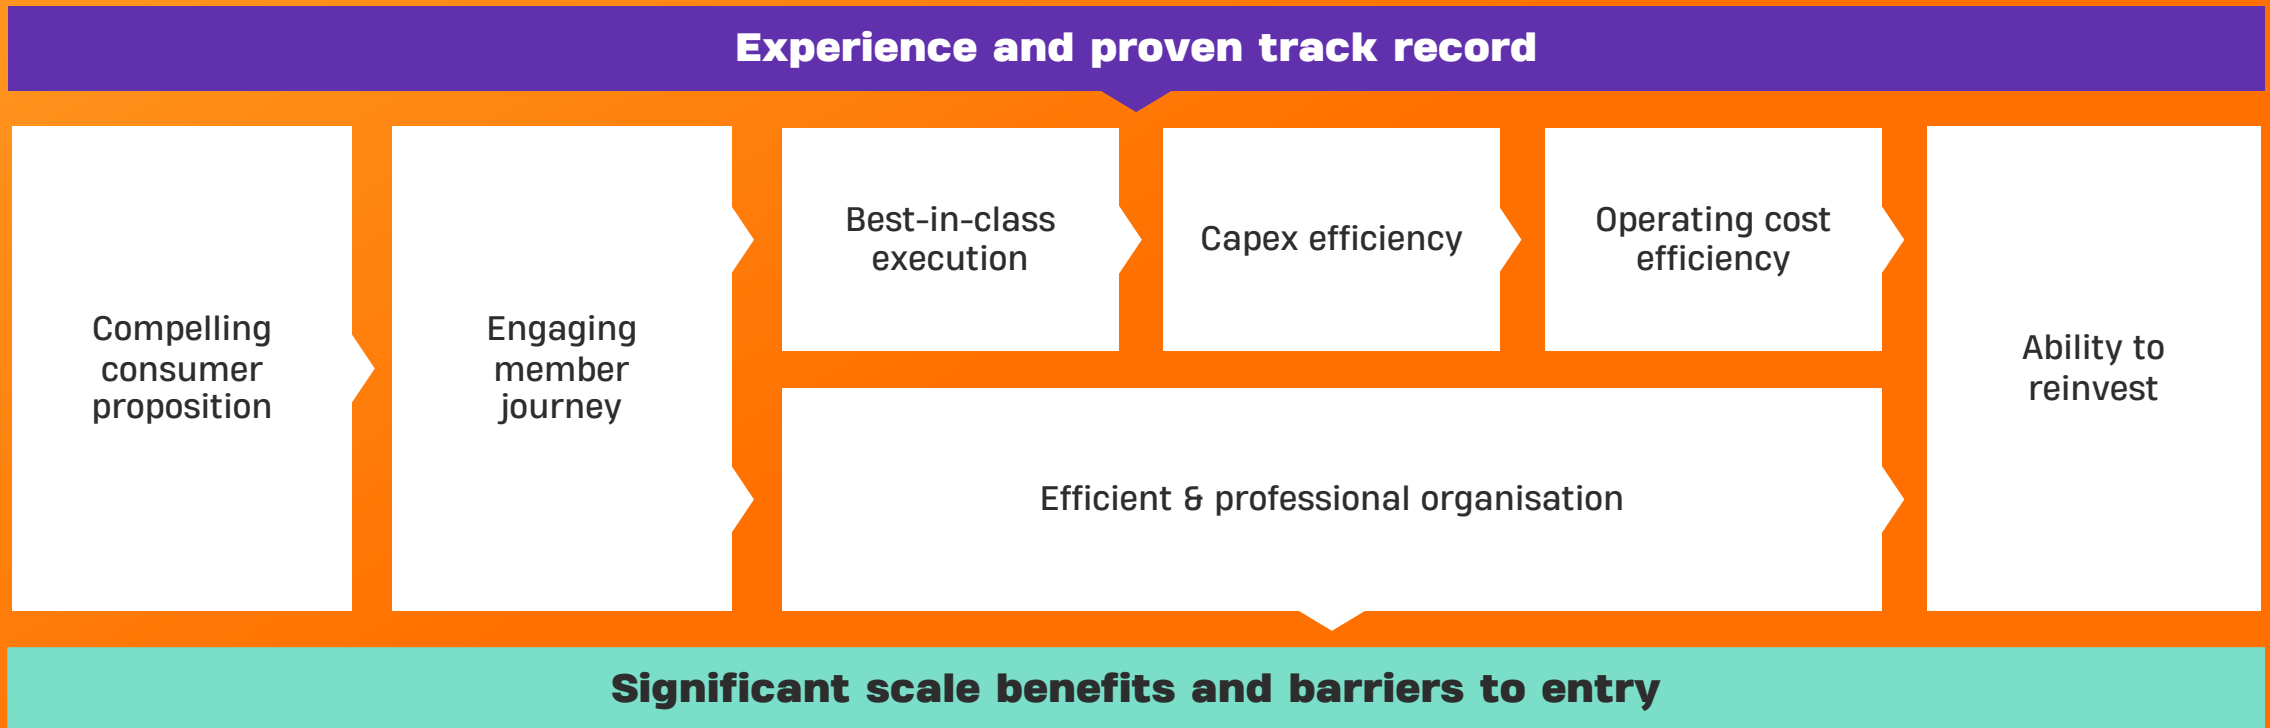 Experience and proven track record
Compelling
consumer
proposition
Engaging
member
journey
Best-in-class
execution
Capex efficiency
Operating cost
efficiency
Efficient & professional organisation
Ability to
reinvest
Significant scale benefits and barriers to entry